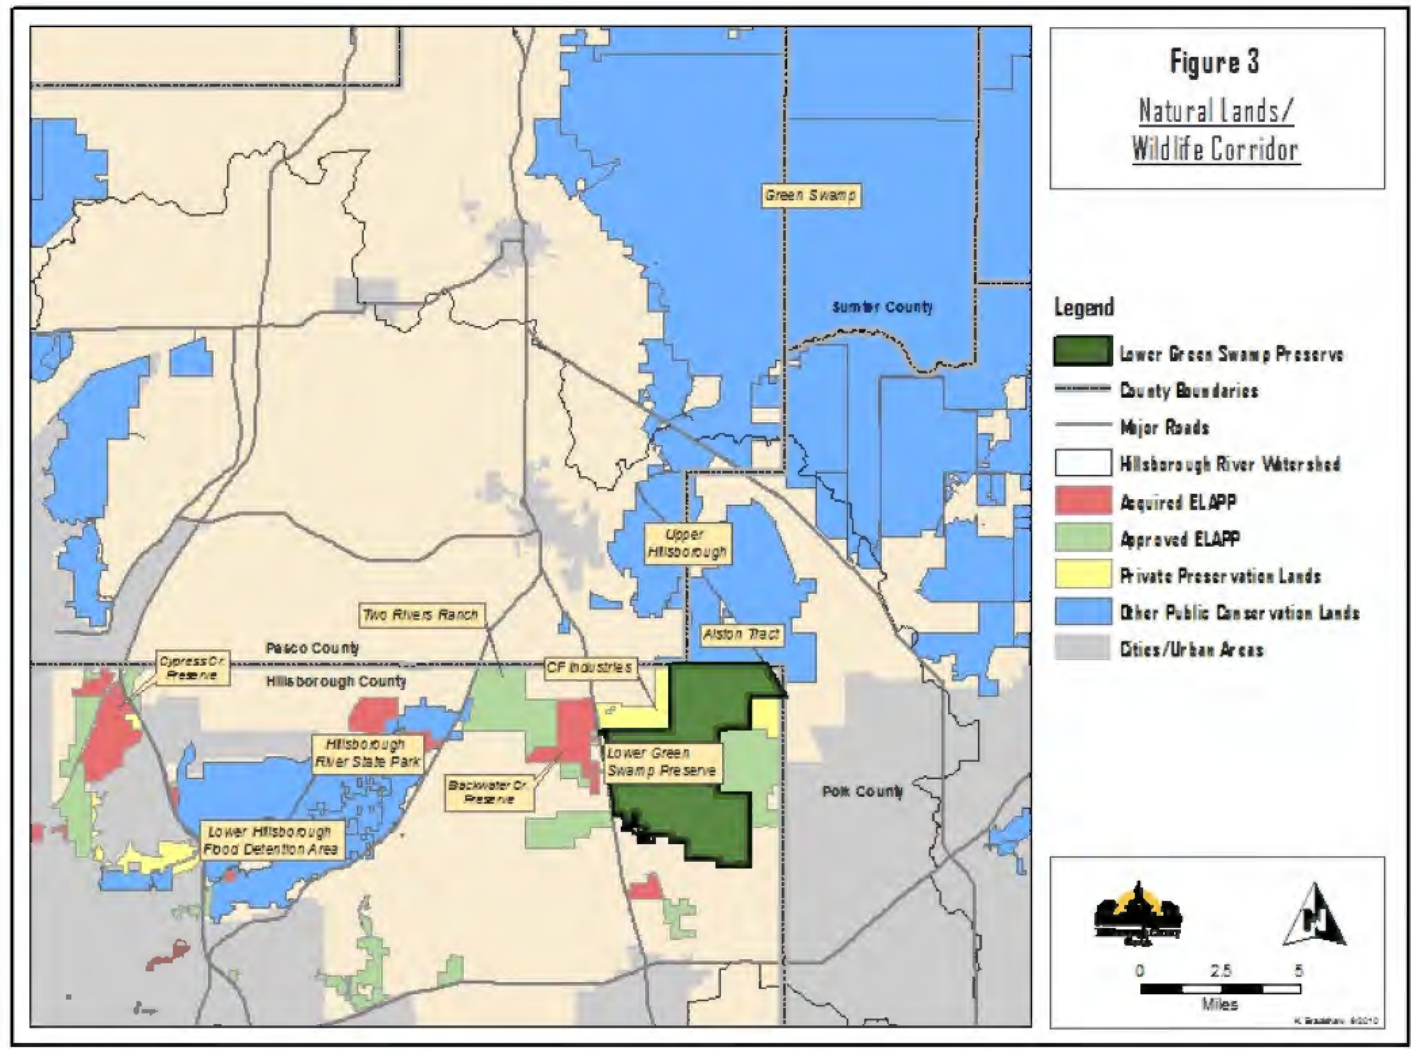 Figure 3
Natural Lands/
Wildlife Corridor
Green Swamp
Sumter County
Legend
Lower Green Swamp Preserve
County Boundaries
Major Roads
Hillsborough River Watershed
Acquired ELAPP
Approved ELAPP
Private Preservation Lands
Other Public Conservation Lands
Cities/Urban Areas
Upper
Hillsborough
Two Rivers Ranch
Alston Tract
Pasco County
Cypress Cr.
Preserve
CF Industries
Hillsborough County
Hillsborough
River State Park
Lower Green
Swamp Preserve
Blackwater Cr.
Preserve
Polk County
Lower Hillsborough
Flood Detention Area
N
0 2.5 5
Miles